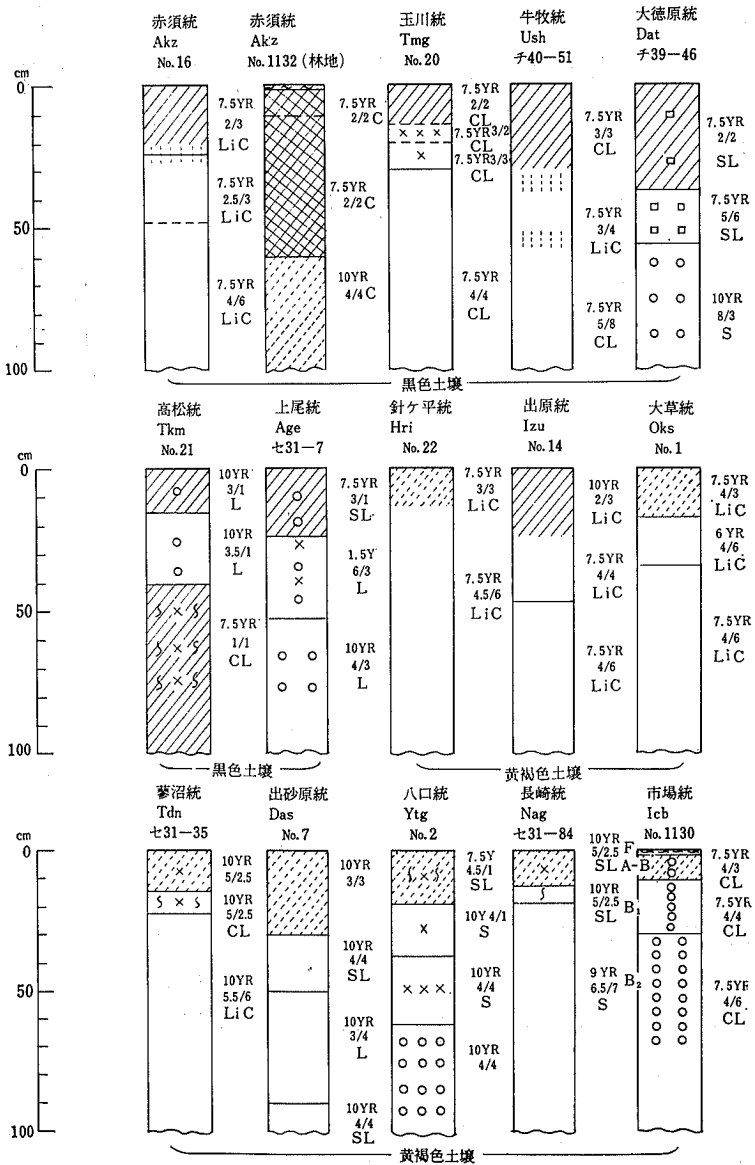 赤須統
Akz
No.16
赤須統
Akz
No.1132(林地)
玉川統
Tmg
No.20
牛牧統
Ush
チ40－51
大徳原統
Dat
チ39－46
cm
0
50
100
7.5YR
2/3
LiC
7.5YR
2.5/3
LiC
7.5YR
4/6
LiC
7.5YR
2/2C
7.5YR
2/2C
10YR
4/4C
7.5YR
2/2
CL
7.5YR3/2
CL
7.5YR3/3
CL
7.5YR
4/4
CL
7.5YR
3/3
CL
7.5YR
3/4
LiC
7.5YR
5/8
CL
7.5YR
2/2
SL
7.5YR
5/6
SL
10YR
8/3
S
黒色土壌
高松統
Tkm
No.21
上尾統
Age
セ31－7
針ケ平統
Hri
No.22
出原統
Izu
No.14
大草統
Oks
No.1
0
50
100
10YR
3/1
L
10YR
3.5/1
L
7.5YR
1/1
CL
7.5YR
3/1
SL
1.5Y
6/3
L
10YR
4/3
L
7.5YR
3/3
LiC
7.5YR
4.5/6
LiC
10YR
2/3
LiC
7.5YR
4/4
LiC
7.5YR
4/6
LiC
7.5YR
4/3
LiC
6YR
4/6
LiC
7.5YR
4/6
LiC
黒色土壌
黄褐色土壌
蓼沼統
Tdn
セ31－35
出砂原統
Das
No.7
八口統
Ytg
No.2
長崎統
Nag
セ31－84
市場統
Icb
No.1130
cm
0
50
100
10YR
5/2.5
10YR
5/2.5
CL
10YR
5.5/6
LiC
10YR
3/3
10YR
4/4
SL
10YR
3/4
L
10YR
4/4
SL
7.5Y
4.5/1
SL
10Y4/1
S
10YR
4/4
S
10YR
4/4
10YR
5/2.5
SL
10YR
5/2.5
SL
9YR
6.5/7
S
F
A－B
B₁
B₂
7.5YR
4/3
CL
7.5YR
4/4
CL
7.5YR
4/6
CL
黄褐色土壌